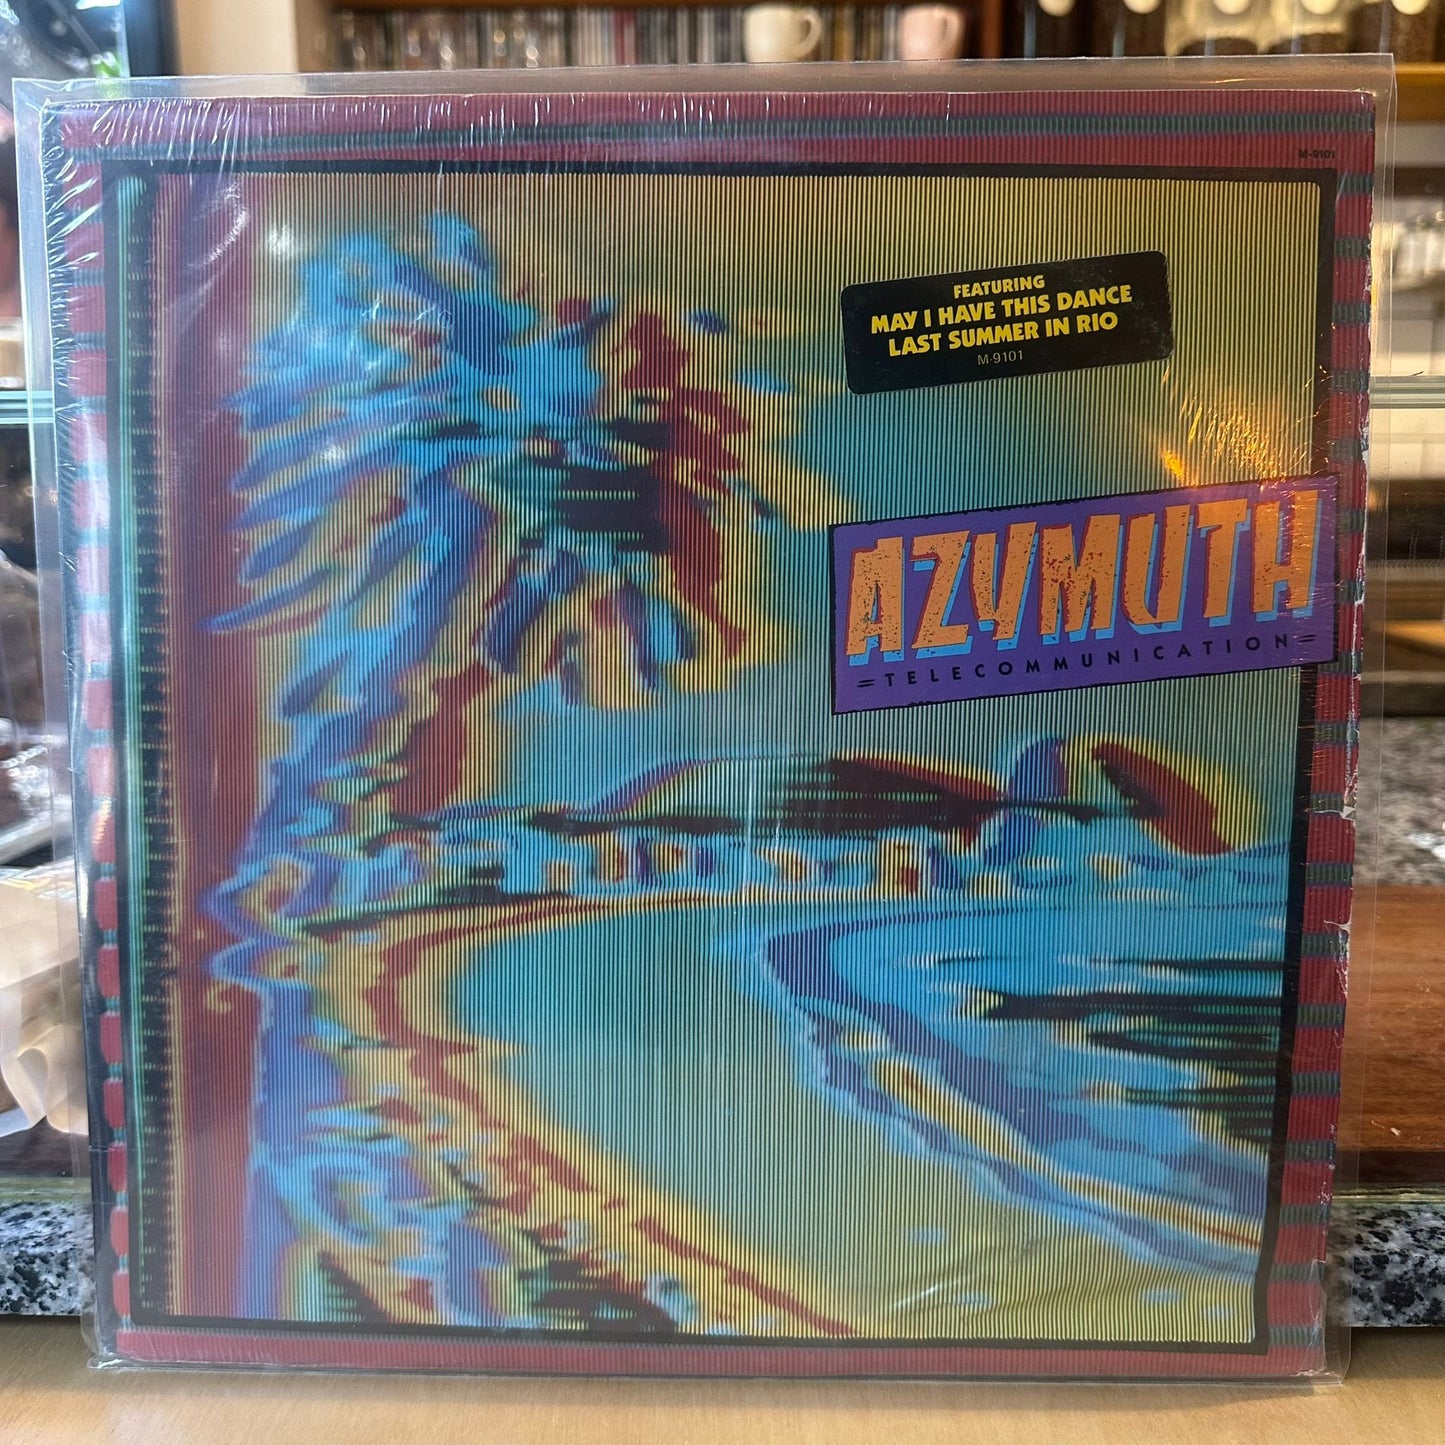 M-9101
FEATURING
MAY I HAVE THIS DANCE
LAST SUMMER IN RIO
M-9101
AZYMUTH
=TELECOMMUNICATION=